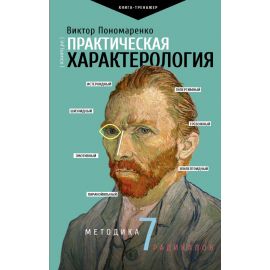 КНИГА-ТРЕНАЖЕР
Виктор Пономаренко
ПРАКТИЧЕСКАЯ
ХАРАКТЕРОЛОГИЯ
ИСТЕРОИДНЫЙ
ГИПЕРТИМНЫЙ
ШИЗОИДНЫЙ
ТРЕВОЖНЫЙ
ЭМОТИВНЫЙ
ЭПИЛЕПТОИДНЫЙ
ПАРАНОЙЯЛЬНЫЙ
МЕТОДИКА 7 РАДИКАЛОВ